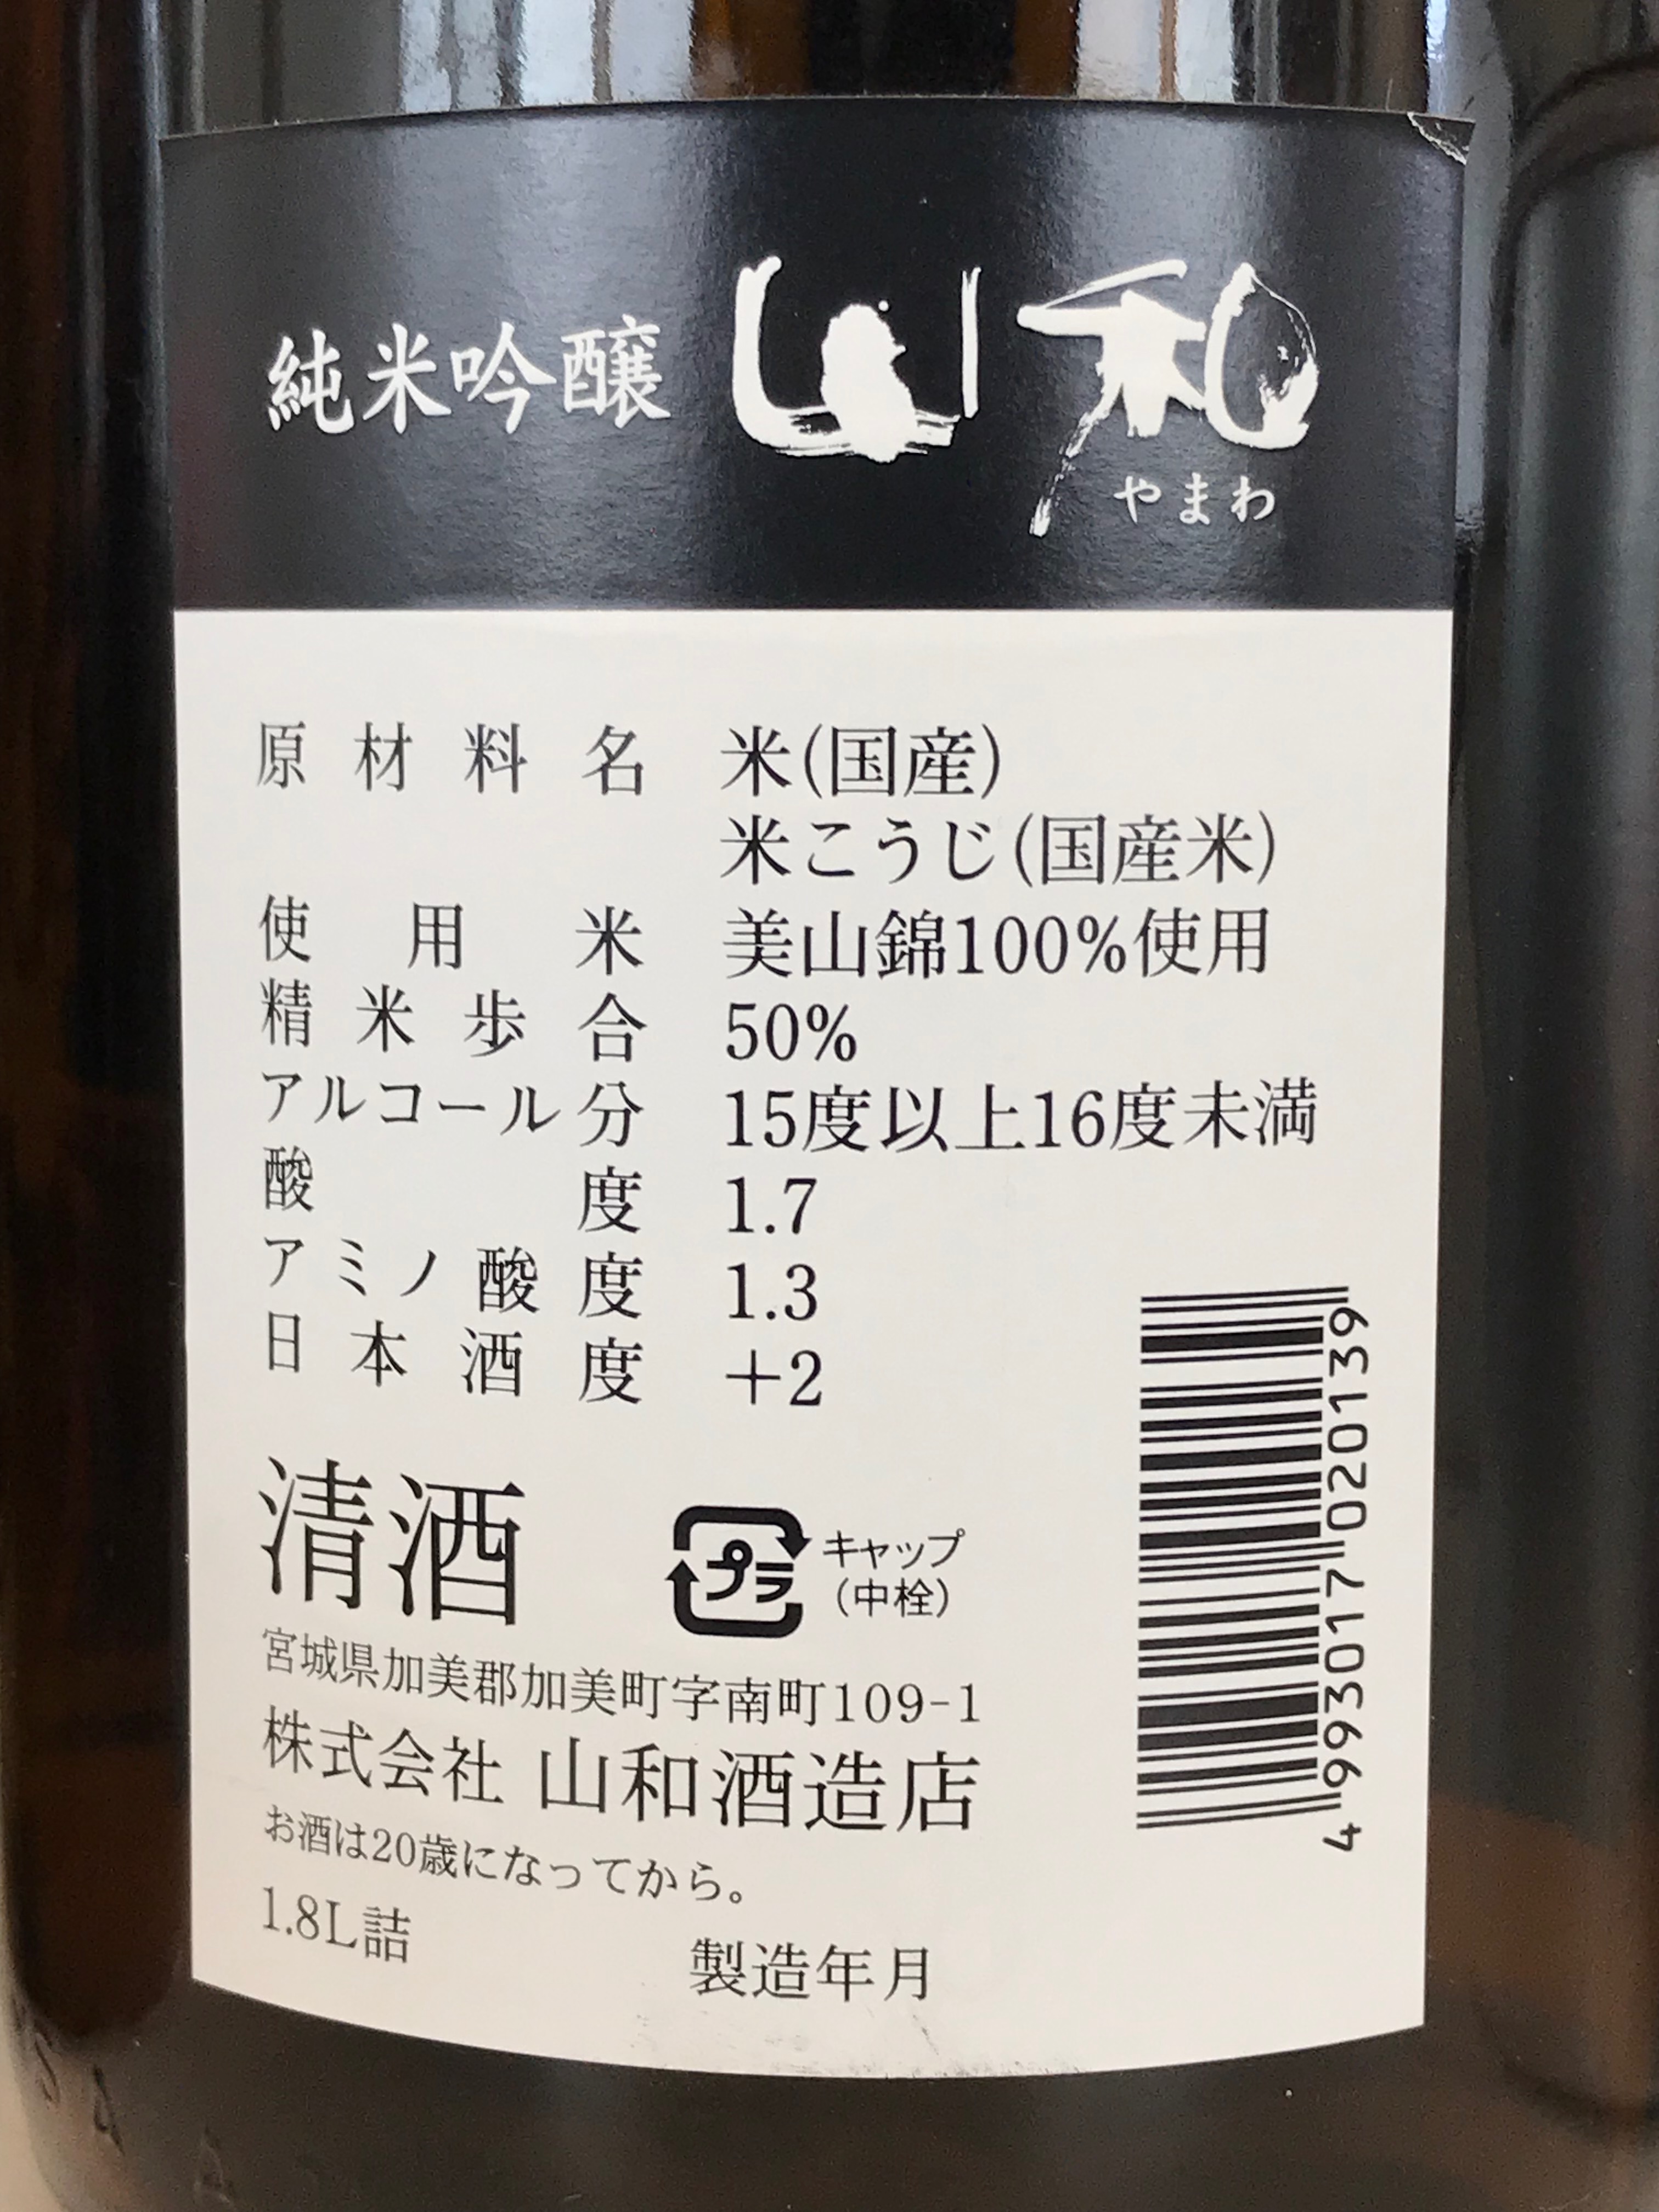 純米吟醸 山和
やまわ
原材料名 米(国産)
米こうじ(国産米)
使用米 美山錦100%使用
精米歩合 50%
アルコール分 15度以上16度未満
酸度 1.7
アミノ酸度 1.3
日本酒度 +2
清酒
プラ
キャップ
(中栓)
宮城県加美郡加美町字南町109-1
株式会社 山和酒造店
お酒は20歳になってから。
1.8L詰 製造年月
4 993017 020139